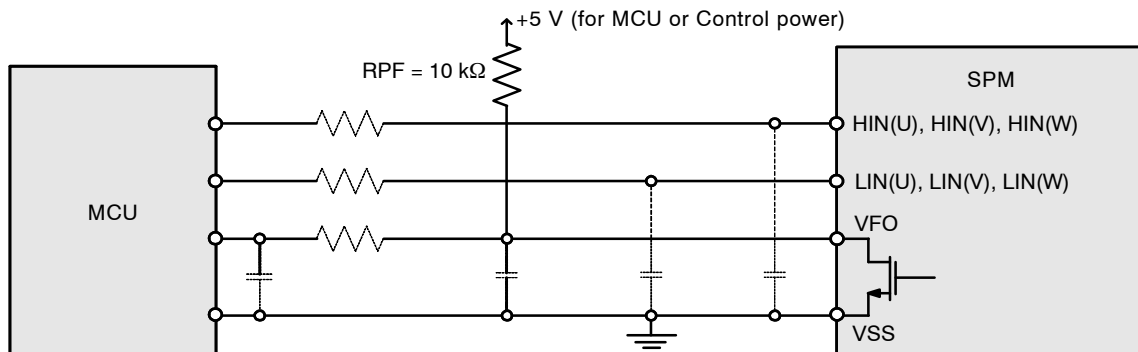 +5 V (for MCU or Control power)
RPF = 10 kΩ
SPM
HIN(U), HIN(V), HIN(W)
LIN(U), LIN(V), LIN(W)
MCU
VFO
VSS